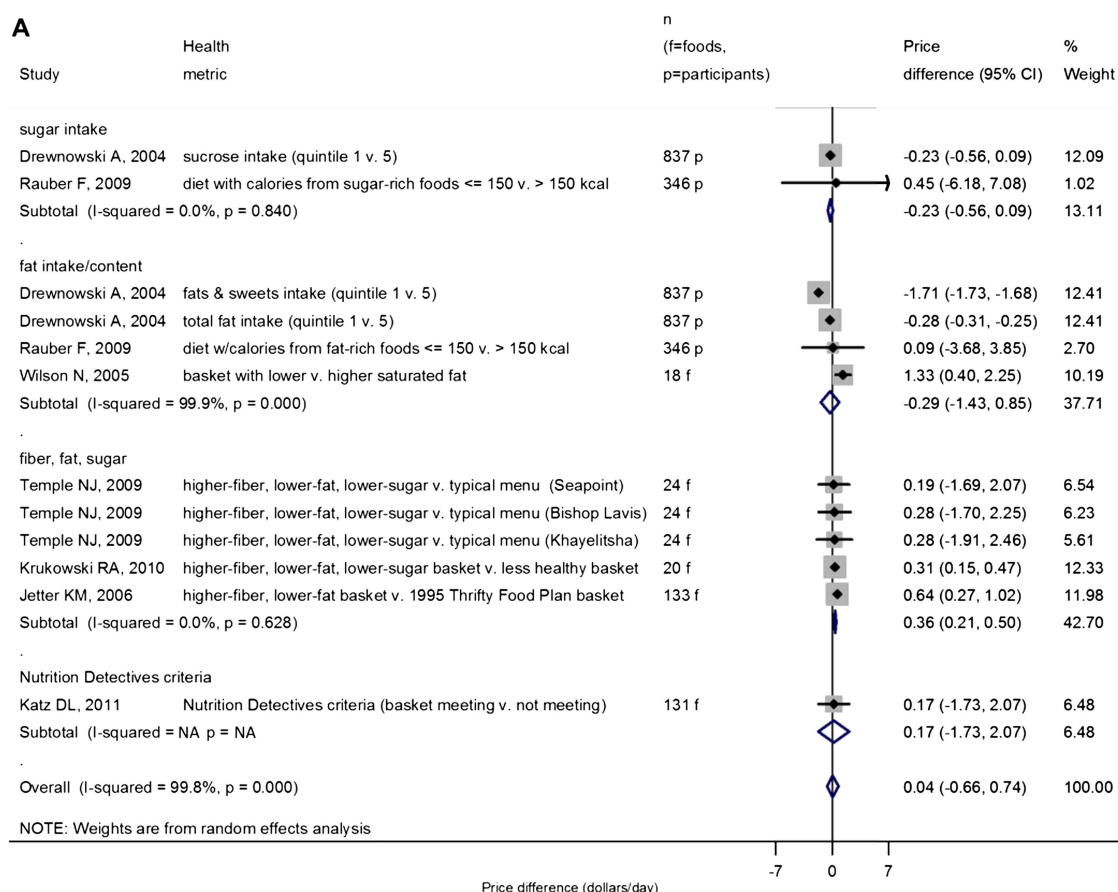 A
n
Health (f=foods, Price %
Study metric p=participants) difference (95% CI) Weight
sugar intake
Drewnowski A, 2004 sucrose intake (quintile 1 v. 5) 837 p -0.23 (-0.56, 0.09) 12.09
Rauber F, 2009 diet with calories from sugar-rich foods <= 150 v. > 150 kcal 346 p 0.45 (-6.18, 7.08) 1.02
Subtotal (I-squared = 0.0%, p = 0.840) -0.23 (-0.56, 0.09) 13.11
.
fat intake/content
Drewnowski A, 2004 fats & sweets intake (quintile 1 v. 5) 837 p -1.71 (-1.73, -1.68) 12.41
Drewnowski A, 2004 total fat intake (quintile 1 v. 5) 837 p -0.28 (-0.31, -0.25) 12.41
Rauber F, 2009 diet w/calories from fat-rich foods <= 150 v. > 150 kcal 346 p 0.09 (-3.68, 3.85) 2.70
Wilson N, 2005 basket with lower v. higher saturated fat 18 f 1.33 (0.40, 2.25) 10.19
Subtotal (I-squared = 99.9%, p = 0.000) -0.29 (-1.43, 0.85) 37.71
.
fiber, fat, sugar
Temple NJ, 2009 higher-fiber, lower-fat, lower-sugar v. typical menu (Seapoint) 24 f 0.19 (-1.69, 2.07) 6.54
Temple NJ, 2009 higher-fiber, lower-fat, lower-sugar v. typical menu (Bishop Lavis) 24 f 0.28 (-1.70, 2.25) 6.23
Temple NJ, 2009 higher-fiber, lower-fat, lower-sugar v. typical menu (Khayelitsha) 24 f 0.28 (-1.91, 2.46) 5.61
Krukowski RA, 2010 higher-fiber, lower-fat, lower-sugar basket v. less healthy basket 20 f 0.31 (0.15, 0.47) 12.33
Jetter KM, 2006 higher-fiber, lower-fat basket v. 1995 Thrifty Food Plan basket 133 f 0.64 (0.27, 1.02) 11.98
Subtotal (I-squared = 0.0%, p = 0.628) 0.36 (0.21, 0.50) 42.70
.
Nutrition Detectives criteria
Katz DL, 2011 Nutrition Detectives criteria (basket meeting v. not meeting) 131 f 0.17 (-1.73, 2.07) 6.48
Subtotal (I-squared = NA p = NA 0.17 (-1.73, 2.07) 6.48
.
Overall (I-squared = 99.8%, p = 0.000) 0.04 (-0.66, 0.74) 100.00
NOTE: Weights are from random effects analysis
-7 0 7
Price difference (dollars/day)